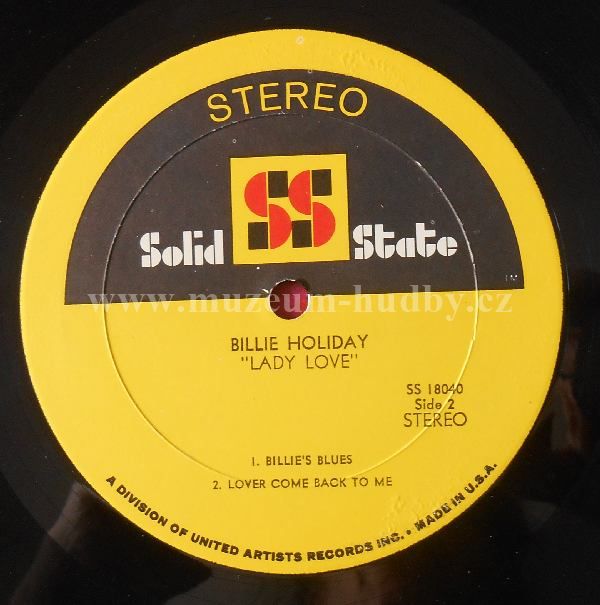 STEREO
SS
Solid State
TM
www.muzeum-hudby.cz
BILLIE HOLIDAY
"LADY LOVE"
SS 18040
Side 2
STEREO
1. BILLIE'S BLUES
2. LOVER COME BACK TO ME
A DIVISION OF UNITED ARTISTS RECORDS INC. • MADE IN U.S.A.